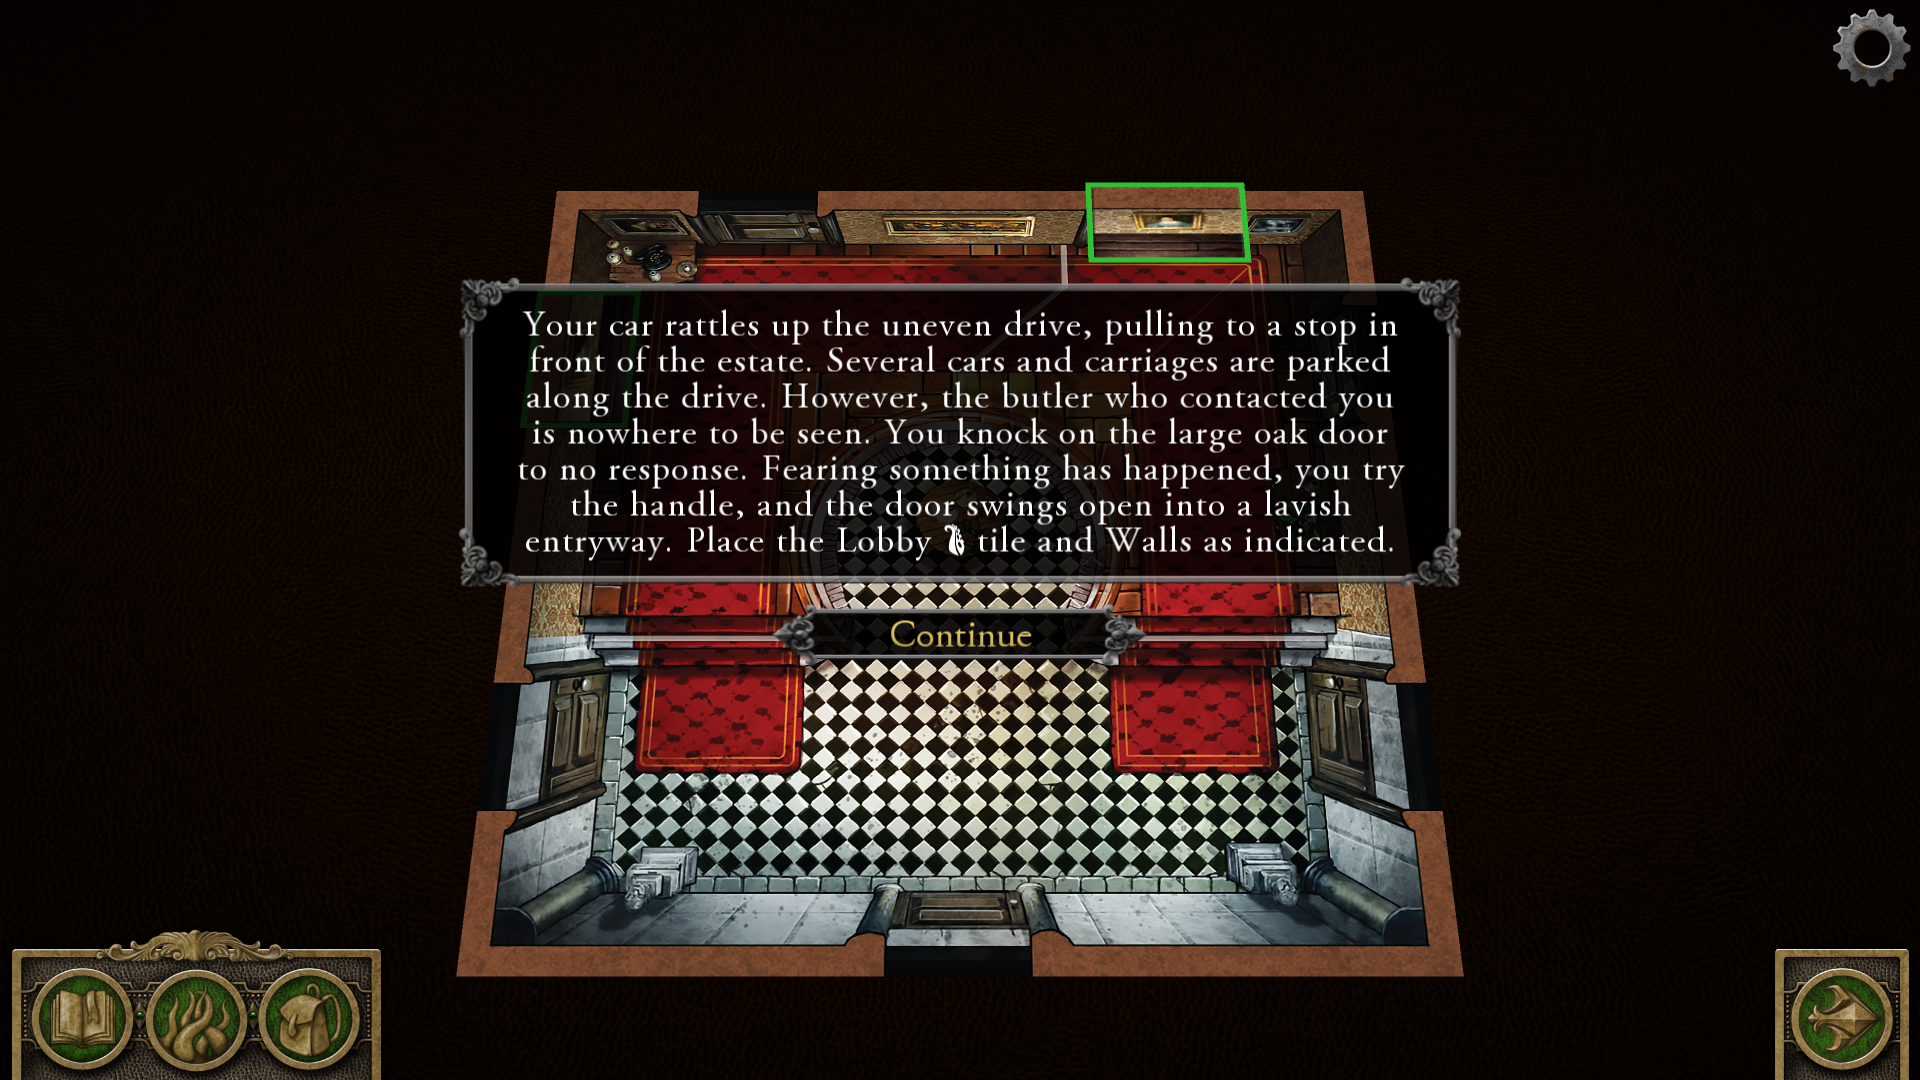 Your car rattles up the uneven drive, pulling to a stop in
front of the estate. Several cars and carriages are parked
along the drive. However, the butler who contacted you
is nowhere to be seen. You knock on the large oak door
to no response. Fearing something has happened, you try
the handle, and the door swings open into a lavish
entryway. Place the Lobby tile and Walls as indicated.
Continue